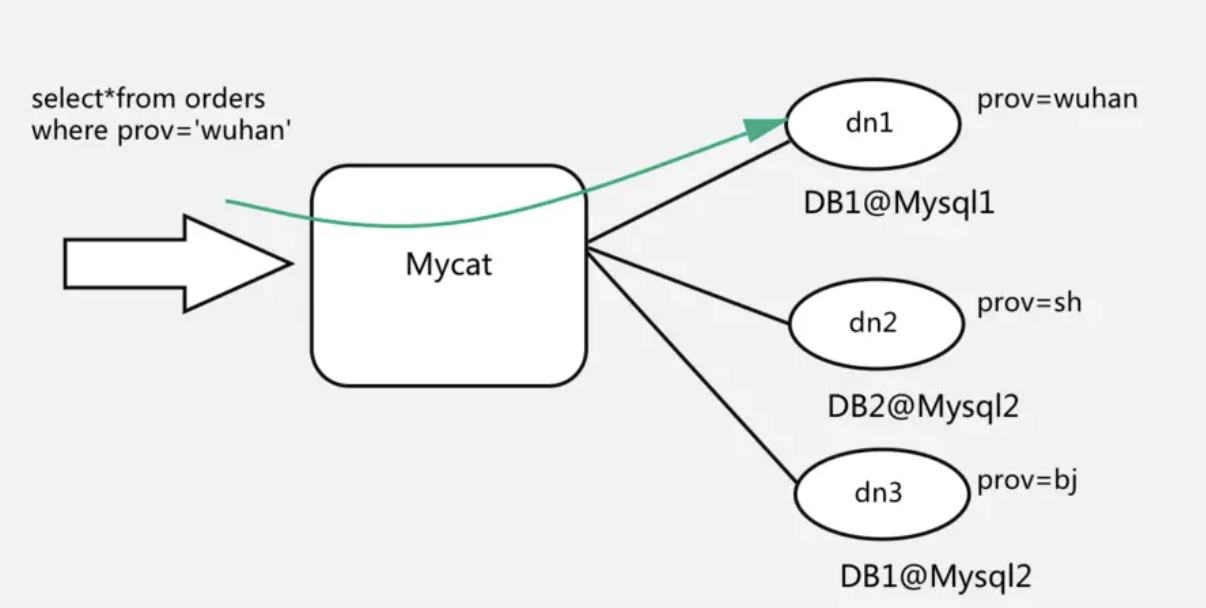 select*from orders
where prov='wuhan'
Mycat
dn1
prov=wuhan
DB1@Mysql1
dn2
prov=sh
DB2@Mysql2
dn3
prov=bj
DB1@Mysql2